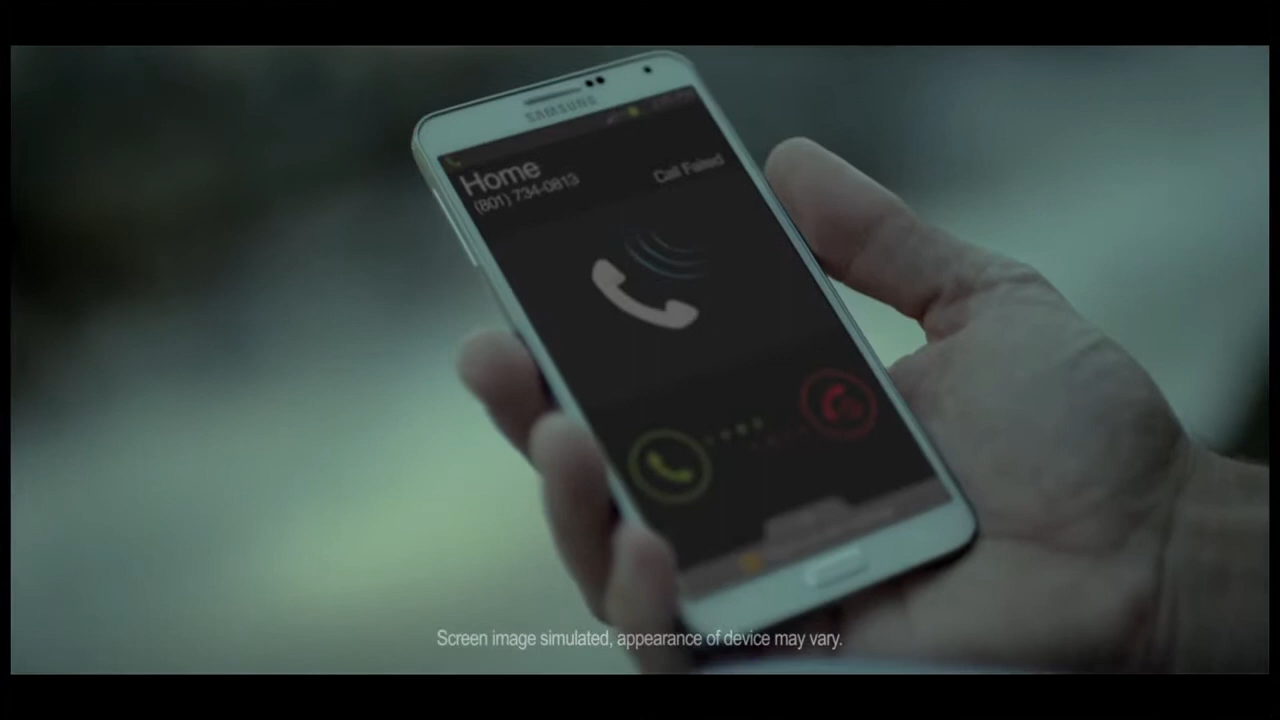 SAMSUNG
Home
(801) 734-0813
Call Failed
Screen image simulated, appearance of device may vary.